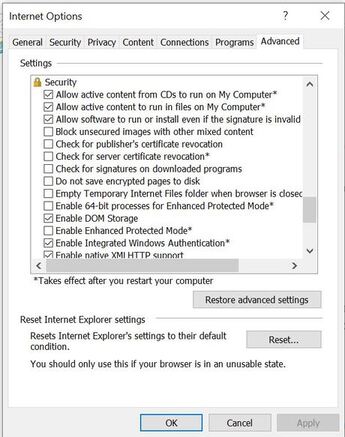 Internet Options
?
General Security Privacy Content Connections Programs Advanced
Settings
Security
Allow active content from CDs to run on My Computer*
Allow active content to run in files on My Computer*
Allow software to run or install even if the signature is invalid
Block unsecured images with other mixed content
Check for publisher's certificate revocation
Check for server certificate revocation*
Check for signatures on downloaded programs
Do not save encrypted pages to disk
Empty Temporary Internet Files folder when browser is closed
Enable 64-bit processes for Enhanced Protected Mode*
Enable DOM Storage
Enable Enhanced Protected Mode*
Enable Integrated Windows Authentication*
Enable native XMLHTTP support
*Takes effect after you restart your computer
Restore advanced settings
Reset Internet Explorer settings
Resets Internet Explorer's settings to their default
condition.
Reset...
You should only use this if your browser is in an unusable state.
OK Cancel Apply